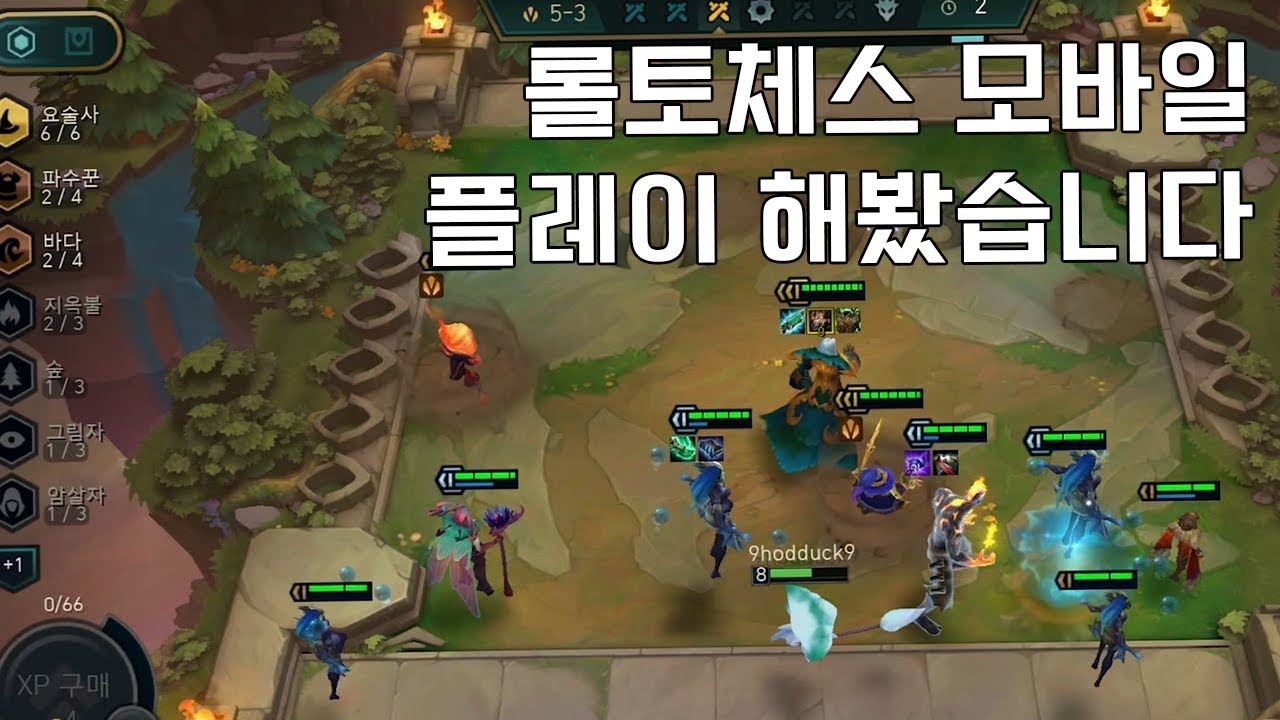 5-3
2
롤토체스 모바일
플레이 해봤습니다
요술사
6 / 6
파수꾼
2 / 4
바다
2 / 4
지옥불
2 / 3
숲
1 / 3
그림자
1 / 3
암살자
1 / 3
+1
0/66
XP 구매
4
9hodduck9
8